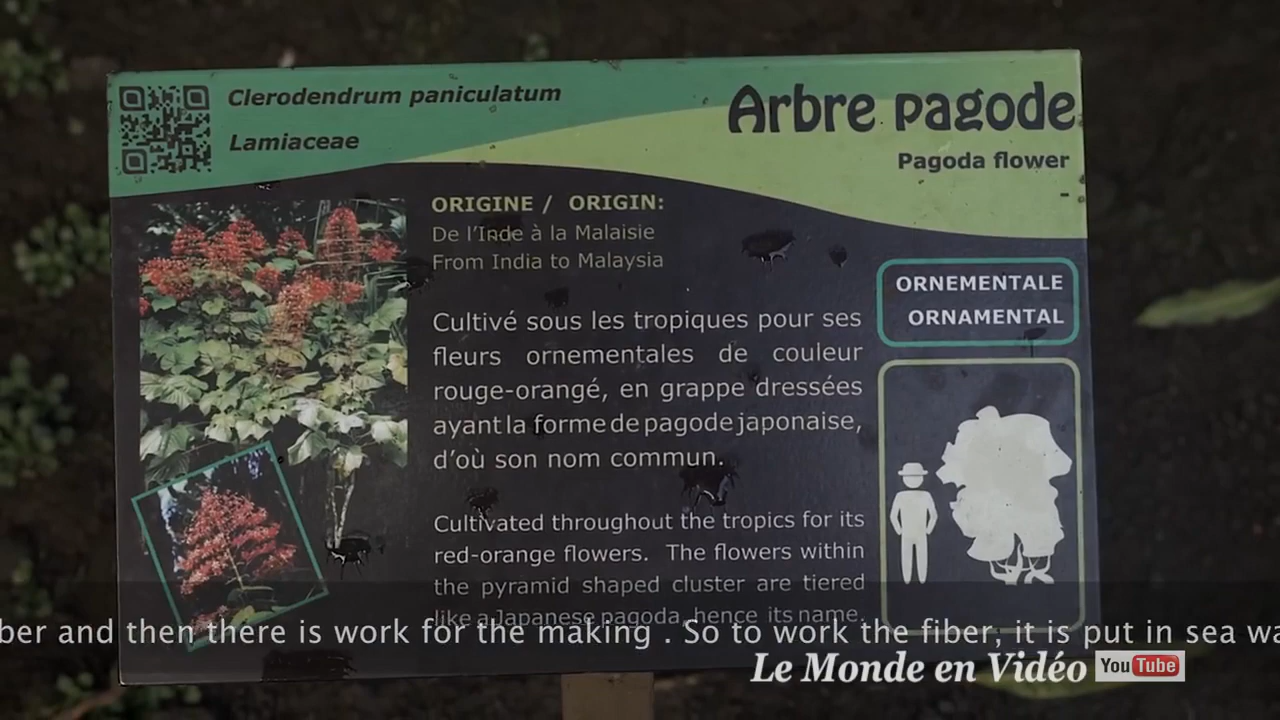 Clerodendrum paniculatum
Lamiaceae
Arbre pagode
Pagoda flower
ORIGINE / ORIGIN:
De l'Inde à la Malaisie
From India to Malaysia
Cultivé sous les tropiques pour ses
fleurs ornementales de couleur
rouge-orangé, en grappe dressées
ayant la forme de pagode japonaise,
d'où son nom commun.
Cultivated throughout the tropics for its
red-orange flowers. The flowers within
the pyramid shaped cluster are tiered
like a Japanese pagoda, hence its name.
ORNEMENTALE
ORNAMENTAL
ber and then there is work for the making . So to work the fiber, it is put in sea wa
Le Monde en Vidéo YouTube